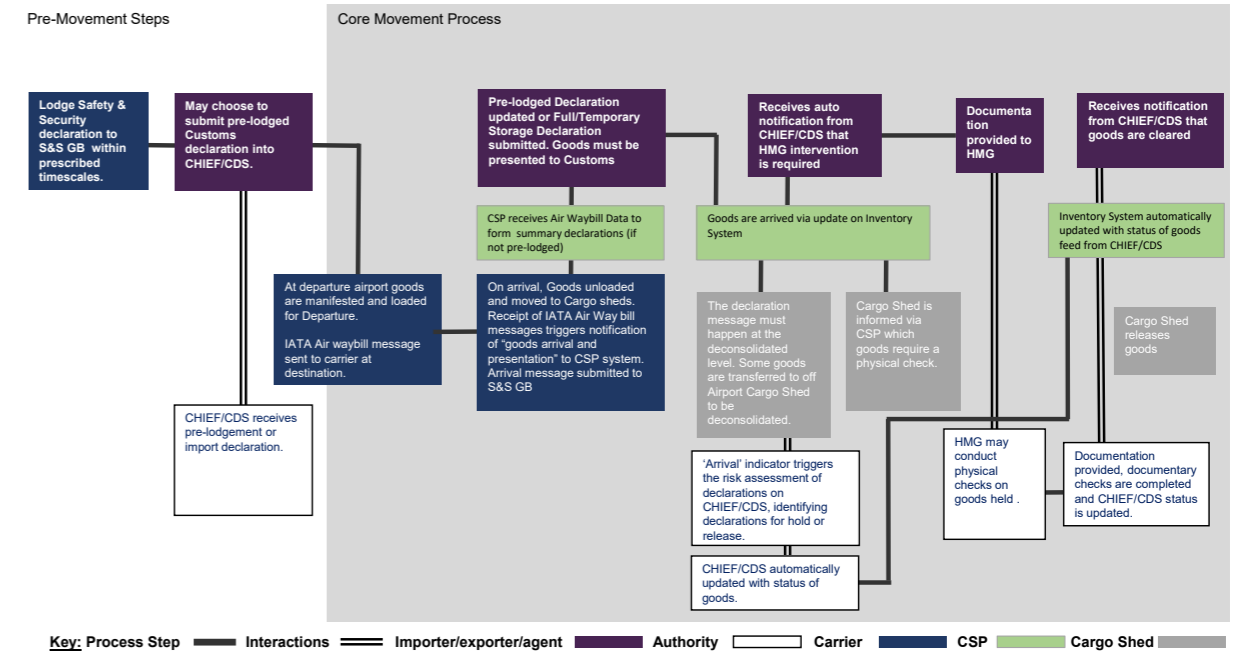 Pre-Movement Steps
Core Movement Process
Lodge Safety &
Security
declaration to
S&S GB within
prescribed
timescales.
May choose to
submit pre-lodged
Customs
declaration into
CHIEF/CDS.
Pre-lodged Declaration
updated or Full/Temporary
Storage Declaration
submitted. Goods must be
presented to Customs
Receives auto
notification from
CHIEF/CDS that
HMG intervention
is required
Documenta
tion
provided to
HMG
Receives notification
from CHIEF/CDS that
goods are cleared
CSP receives Air Waybill Data to
form summary declarations (if
not pre-lodged)
Goods are arrived via update on Inventory
System
Inventory System automatically
updated with status of goods
feed from CHIEF/CDS
At departure airport goods
are manifested and loaded
for Departure.
IATA Air waybill message
sent to carrier at
destination.
On arrival, Goods unloaded
and moved to Cargo sheds.
Receipt of IATA Air Way bill
messages triggers notification
of “goods arrival and
presentation” to CSP system.
Arrival message submitted to
S&S GB
The declaration
message must
happen at the
deconsolidated
level. Some goods
are transferred to off
Airport Cargo Shed
to be
deconsolidated.
Cargo Shed is
informed via
CSP which
goods require a
physical check.
Cargo Shed
releases
goods
CHIEF/CDS receives
pre-lodgement or
import declaration.
‘Arrival’ indicator triggers
the risk assessment of
declarations on
CHIEF/CDS, identifying
declarations for hold or
release.
HMG may
conduct
physical
checks on
goods held .
Documentation
provided, documentary
checks are completed
and CHIEF/CDS status
is updated.
CHIEF/CDS automatically
updated with status of
goods.
Key: Process Step Interactions Importer/exporter/agent Authority Carrier CSP Cargo Shed